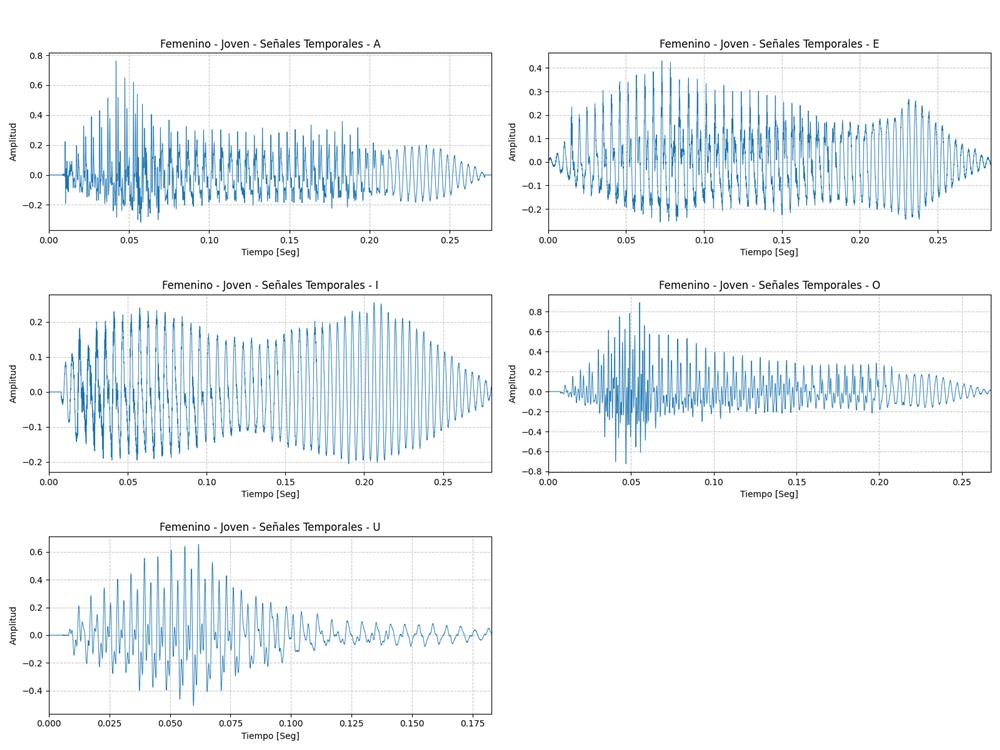 Femenino - Joven - Señales Temporales - A
0.8
0.6
0.4
0.2
0.0
−0.2
Amplitud
0.00 0.05 0.10 0.15 0.20 0.25
Tiempo [Seg]
Femenino - Joven - Señales Temporales - E
0.4
0.3
0.2
0.1
0.0
−0.1
−0.2
Amplitud
0.00 0.05 0.10 0.15 0.20 0.25
Tiempo [Seg]
Femenino - Joven - Señales Temporales - I
0.2
0.1
0.0
−0.1
−0.2
Amplitud
0.00 0.05 0.10 0.15 0.20 0.25
Tiempo [Seg]
Femenino - Joven - Señales Temporales - O
0.8
0.6
0.4
0.2
0.0
−0.2
−0.4
−0.6
−0.8
Amplitud
0.00 0.05 0.10 0.15 0.20 0.25
Tiempo [Seg]
Femenino - Joven - Señales Temporales - U
0.6
0.4
0.2
0.0
−0.2
−0.4
Amplitud
0.000 0.025 0.050 0.075 0.100 0.125 0.150 0.175
Tiempo [Seg]